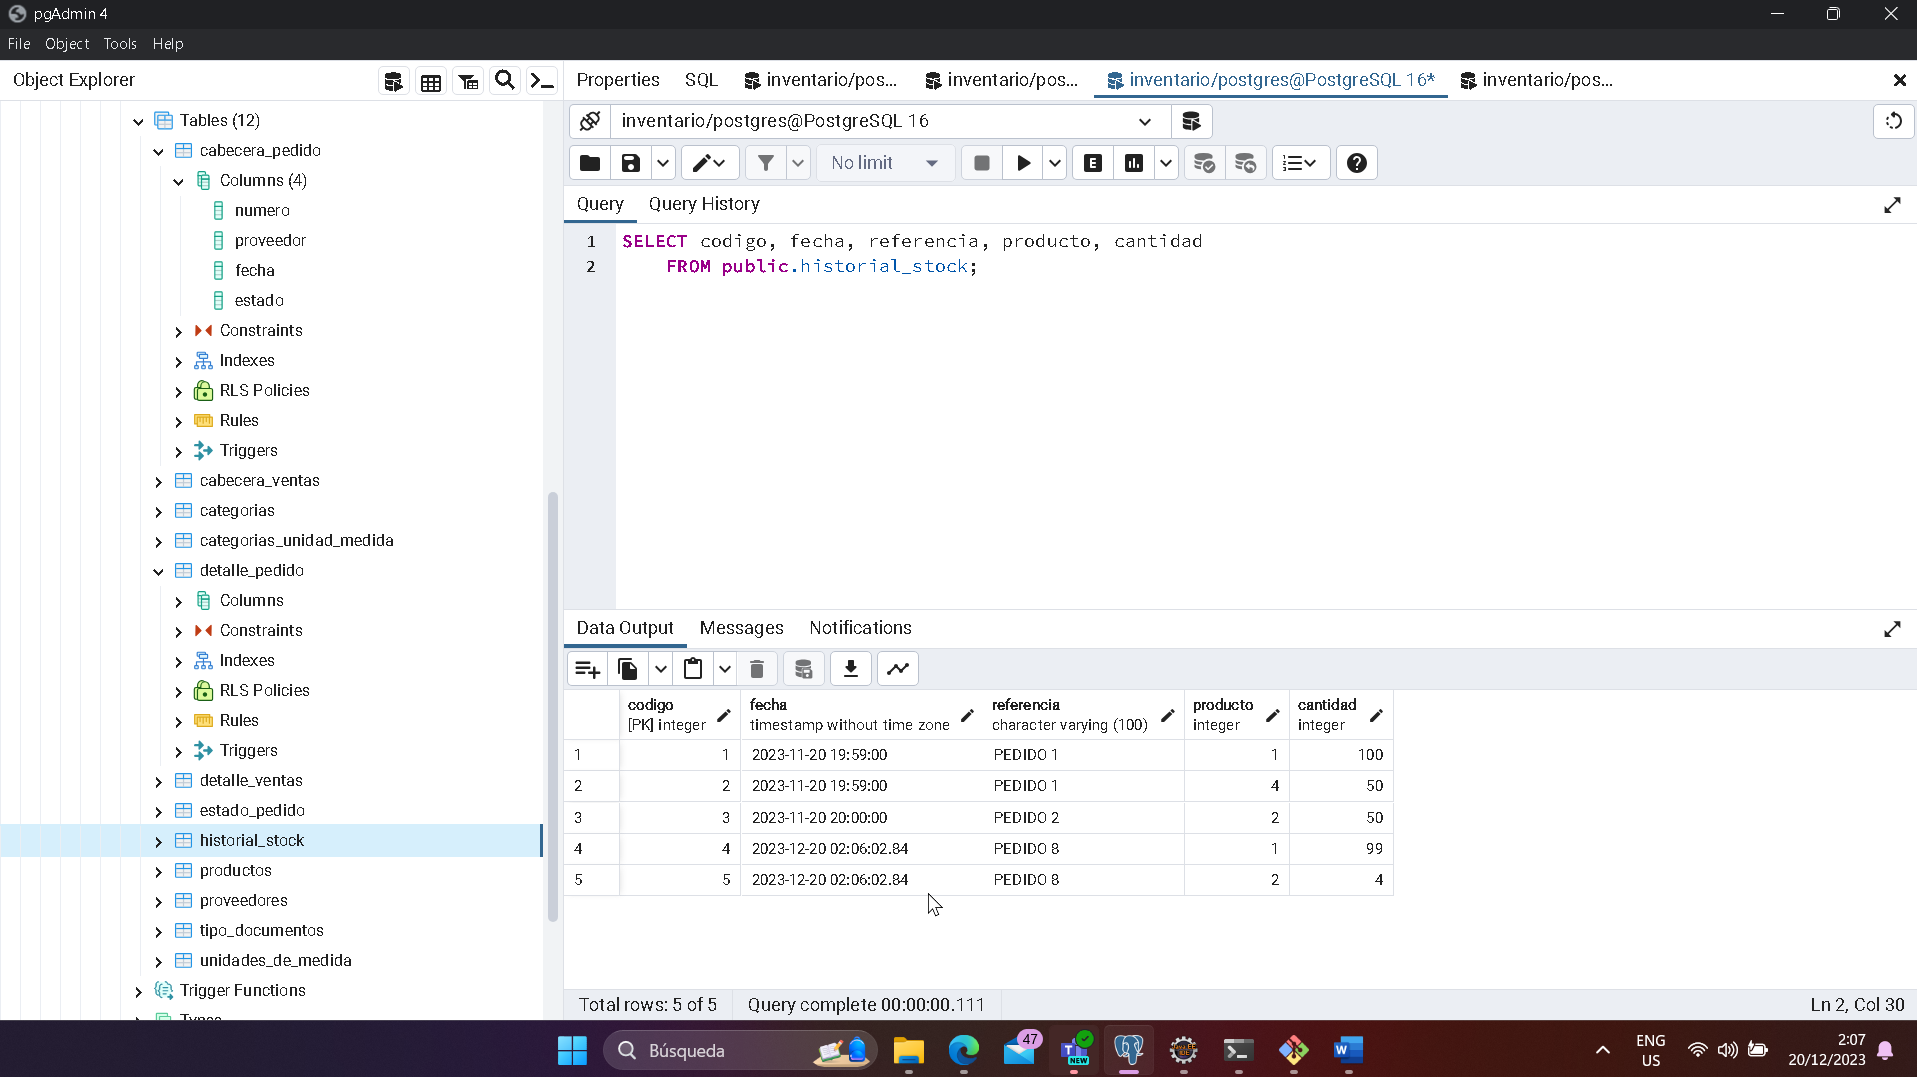 pgAdmin 4
File Object Tools Help
Object Explorer
Properties SQL inventario/pos... inventario/pos... inventario/postgres@PostgreSQL 16* inventario/pos...
Tables (12)
cabecera_pedido
Columns (4)
numero
proveedor
fecha
estado
Constraints
Indexes
RLS Policies
Rules
Triggers
cabecera_ventas
categorias
categorias_unidad_medida
detalle_pedido
Columns
Constraints
Indexes
RLS Policies
Rules
Triggers
detalle_ventas
estado_pedido
historial_stock
productos
proveedores
tipo_documentos
unidades_de_medida
Trigger Functions
Types
inventario/postgres@PostgreSQL 16
No limit
E
Query Query History
1 SELECT codigo, fecha, referencia, producto, cantidad
2 FROM public.historial_stock;
Data Output Messages Notifications
codigo fecha referencia producto cantidad
[PK] integer timestamp without time zone character varying (100) integer integer
1 1 2023-11-20 19:59:00 PEDIDO 1 1 100
2 2 2023-11-20 19:59:00 PEDIDO 1 4 50
3 3 2023-11-20 20:00:00 PEDIDO 2 2 50
4 4 2023-12-20 02:06:02.84 PEDIDO 8 1 99
5 5 2023-12-20 02:06:02.84 PEDIDO 8 2 4
Total rows: 5 of 5 Query complete 00:00:00.111 Ln 2, Col 30
Búsqueda
47
NEW
ENG
US
2:07
20/12/2023